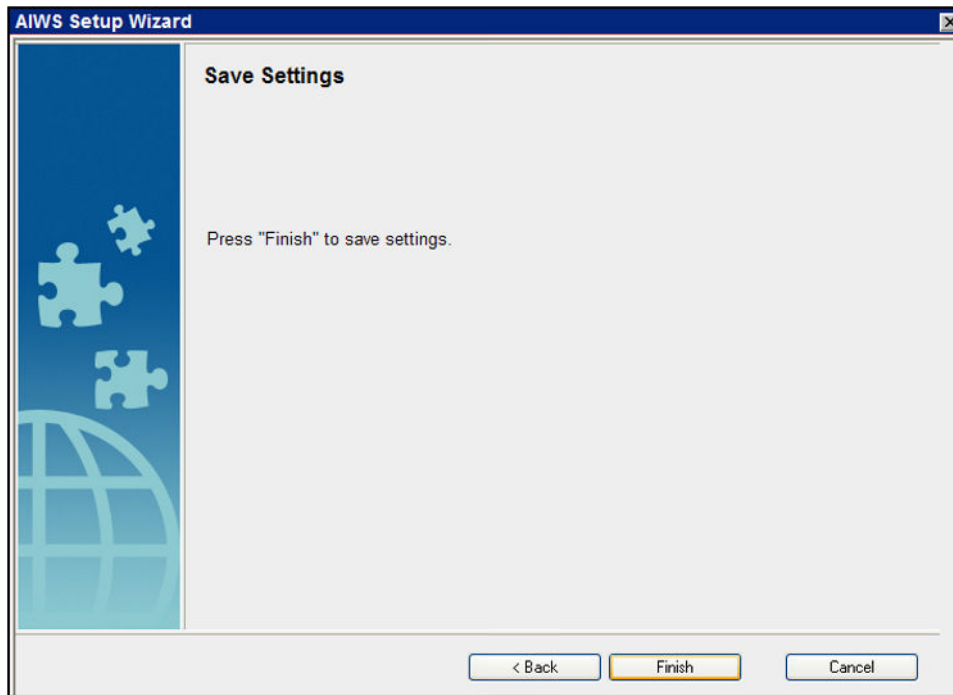 AIWS Setup Wizard
Save Settings
Press "Finish" to save settings.
< Back
Finish
Cancel